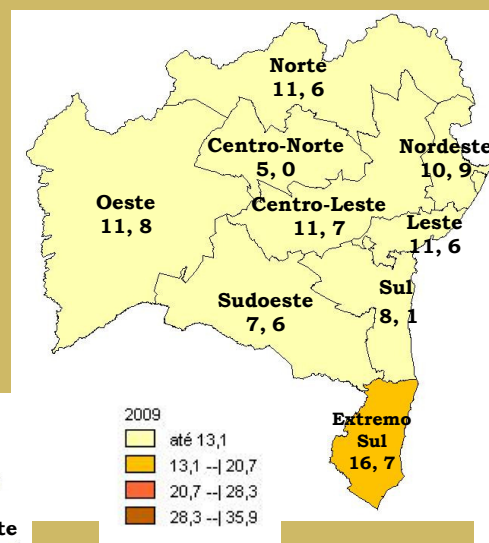 Norte
11, 6
Centro-Norte
5, 0
Nordeste
10, 9
Oeste
11, 8
Centro-Leste
11, 7
Leste
11, 6
Sudoeste
7, 6
Sul
8, 1
Extremo
Sul
16, 7
2009
até 13,1
13,1 --| 20,7
20,7 --| 28,3
28,3 --| 35,9
te